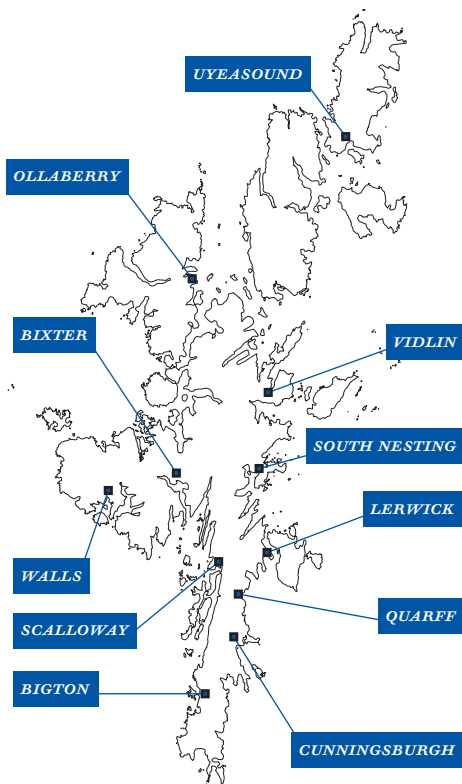 UYEASOUND
OLLABERRY
BIXTER
VIDLIN
SOUTH NESTING
LERWICK
WALLS
QUARFF
SCALLOWAY
BIGTON
CUNNINGSBURGH